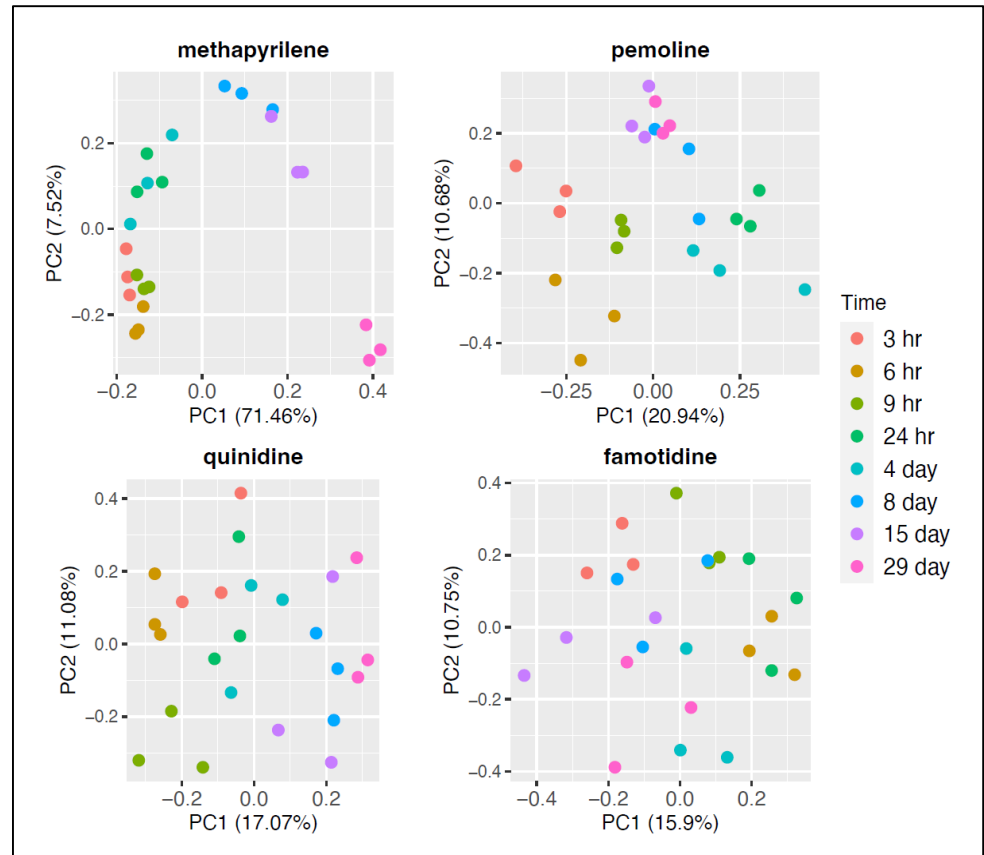 methapyrilene
0.2
0.0
−0.2
PC2 (7.52%)
−0.2
0.0
0.2
0.4
PC1 (71.46%)
pemoline
0.2
0.0
−0.2
−0.4
PC2 (10.68%)
−0.25
0.00
0.25
PC1 (20.94%)
quinidine
0.4
0.2
0.0
−0.2
PC2 (11.08%)
−0.2
0.0
0.2
PC1 (17.07%)
famotidine
0.4
0.2
0.0
−0.2
−0.4
PC2 (10.75%)
−0.4
−0.2
0.0
0.2
PC1 (15.9%)
Time
3 hr
6 hr
9 hr
24 hr
4 day
8 day
15 day
29 day